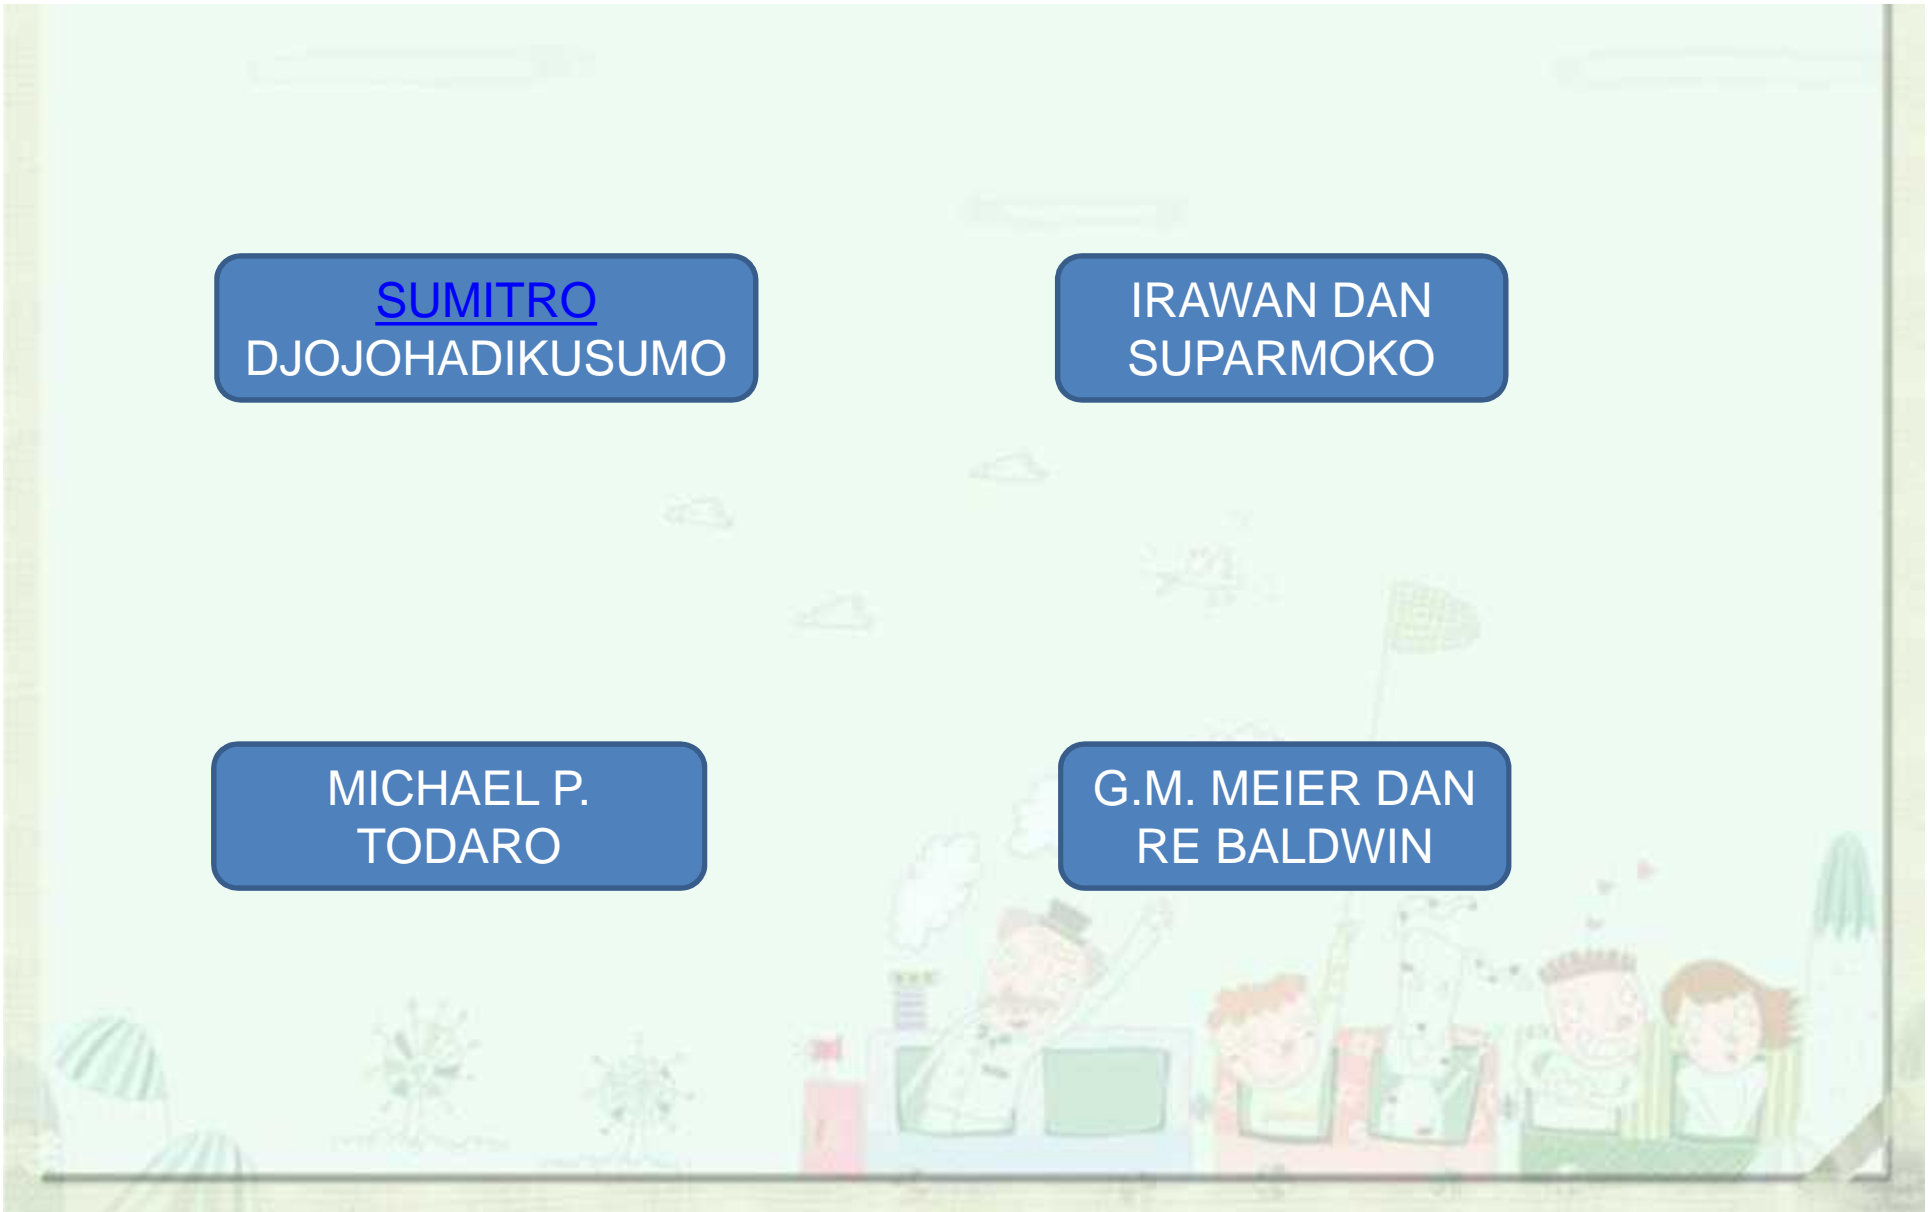 SUMITRO
DJOJOHADIKUSUMO
IRAWAN DAN
SUPARMOKO
MICHAEL P.
TODARO
G.M. MEIER DAN
RE BALDWIN